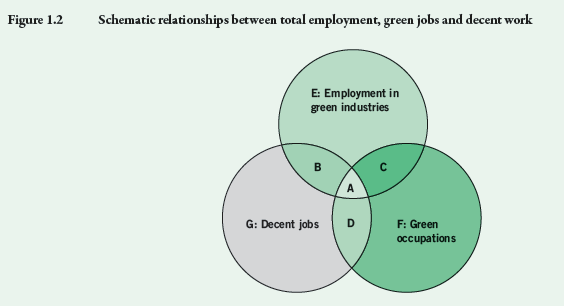 Figure 1.2 Schematic relationships between total employment, green jobs and decent work
E: Employment in
green industries
B
C
A
G: Decent jobs
D
F: Green
occupations